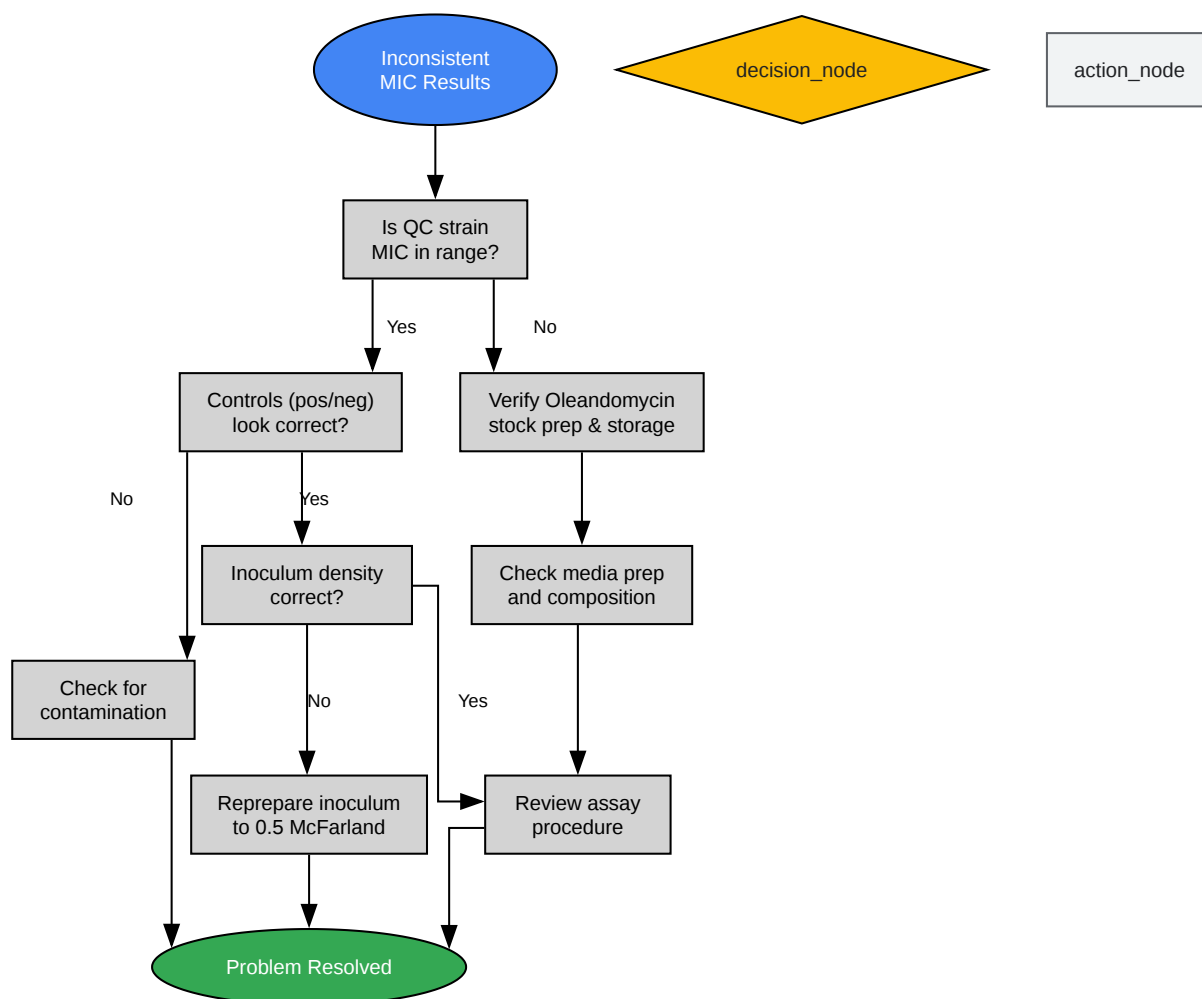 Inconsistent
MIC Results
decision_node
action_node
Is QC strain
MIC in range?
Yes
No
Controls (pos/neg)
look correct?
Verify Oleandomycin
stock prep & storage
No
Yes
Inoculum density
correct?
Check media prep
and composition
Check for
contamination
No
Yes
Reprepare inoculum
to 0.5 McFarland
Review assay
procedure
Problem Resolved